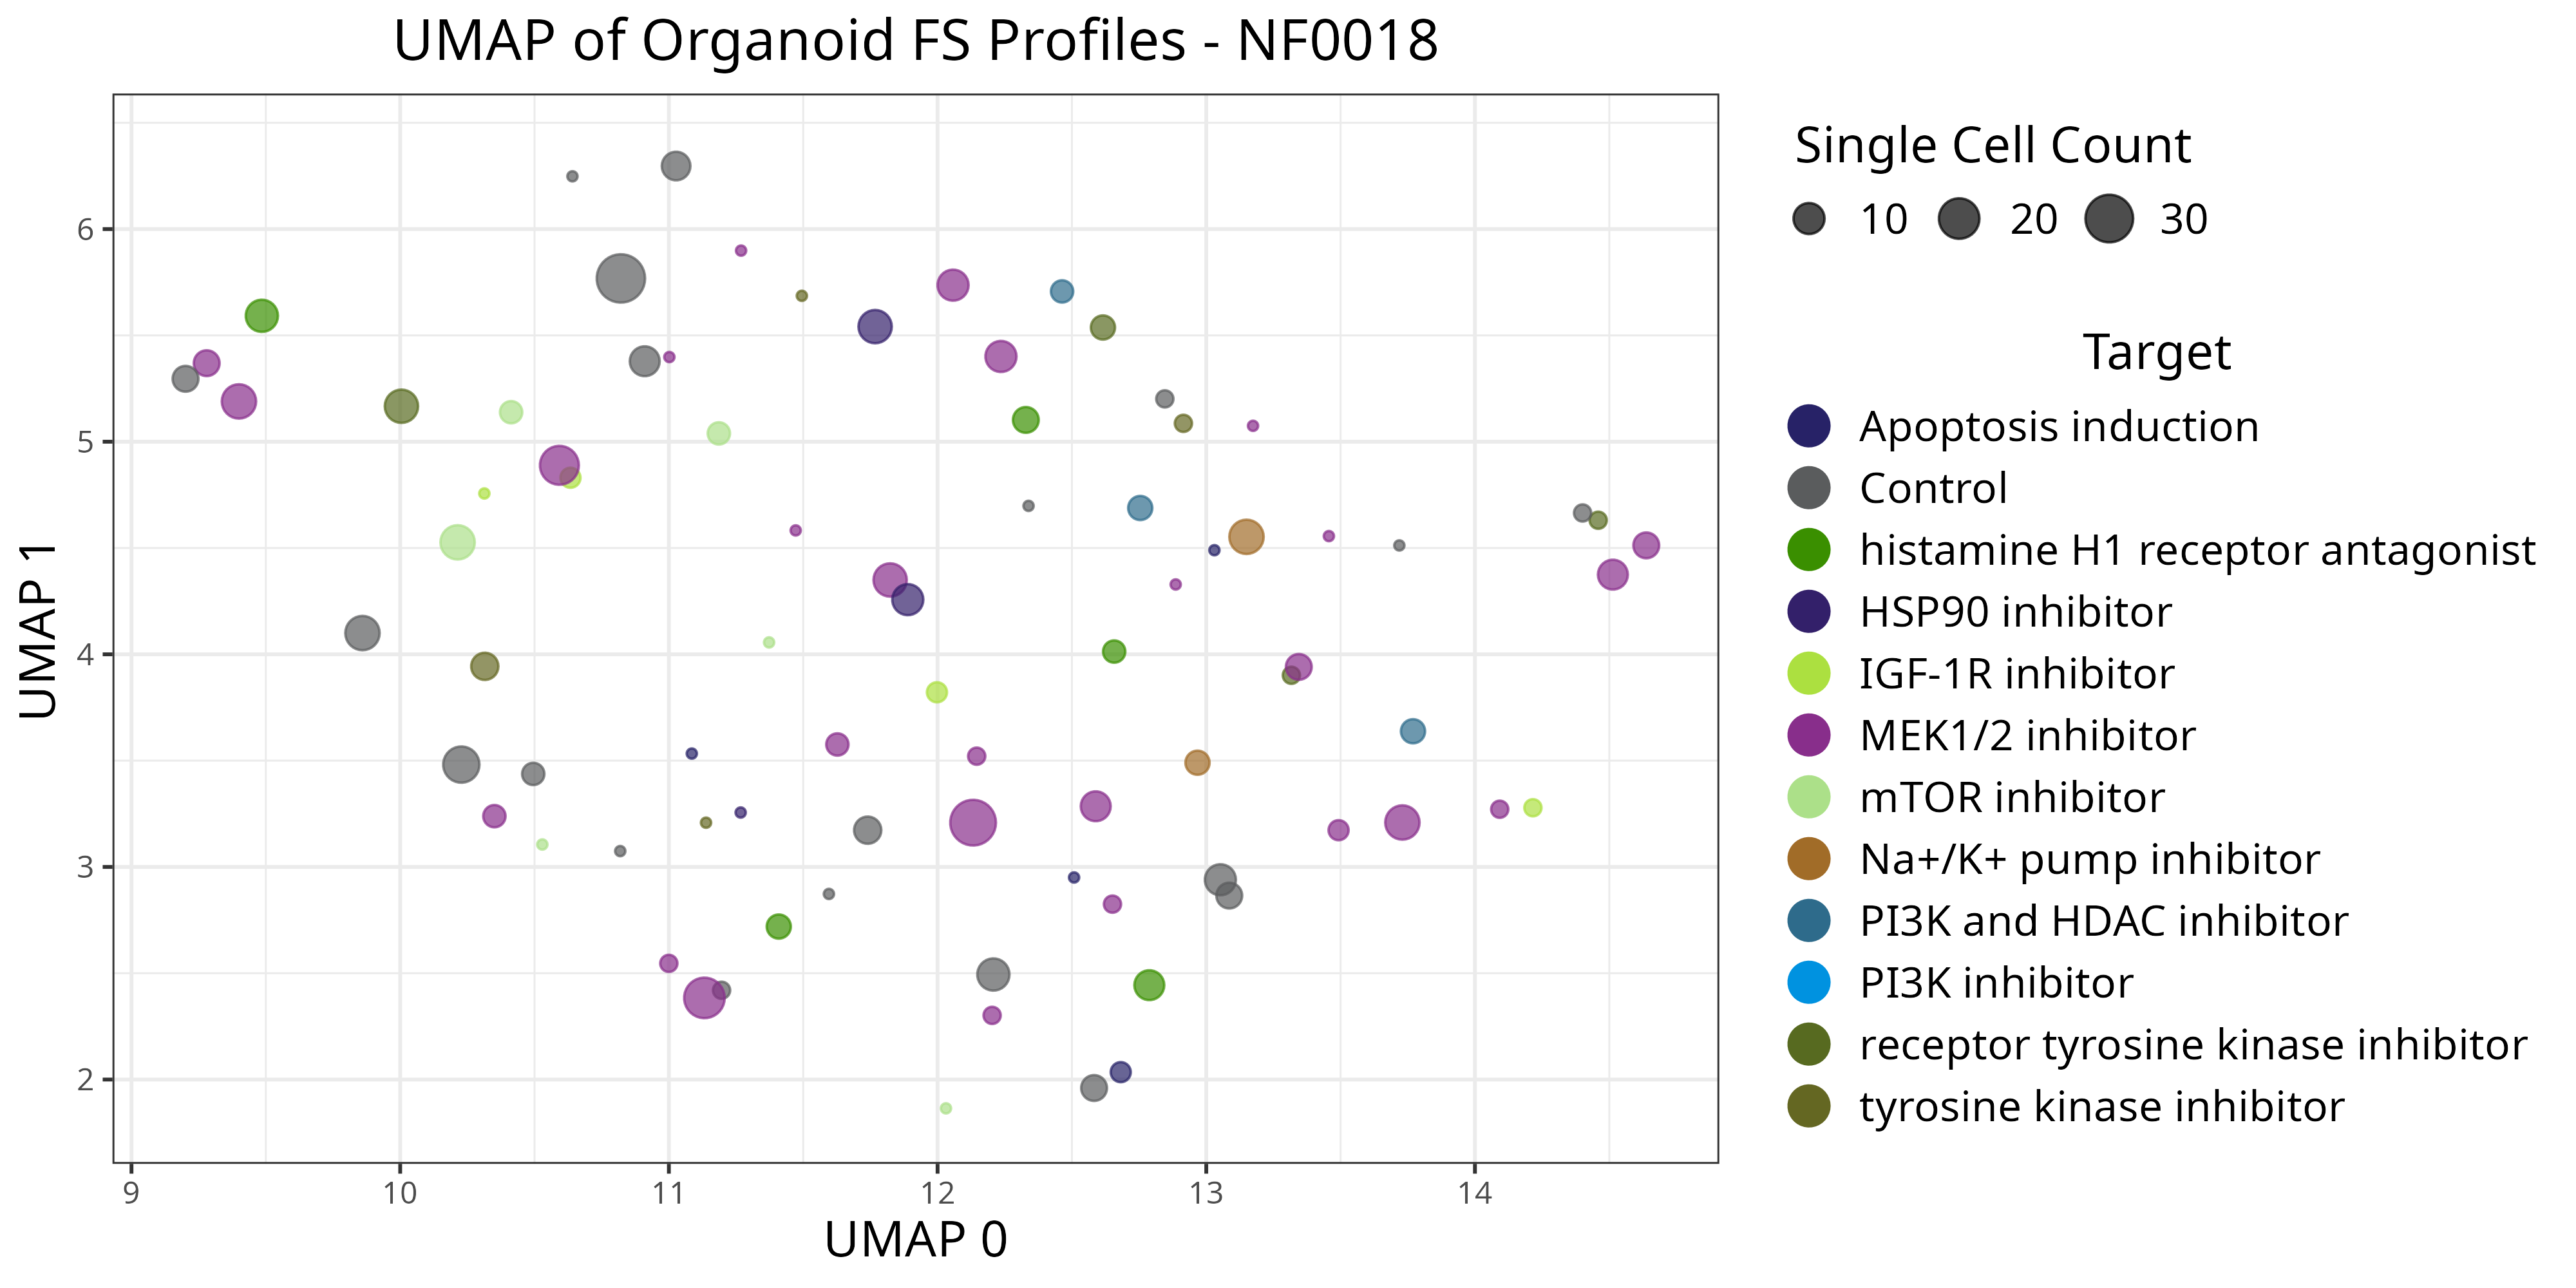 UMAP of Organoid FS Profiles - NF0018
Single Cell Count
10 20 30
Target
Apoptosis induction
Control
histamine H1 receptor antagonist
HSP90 inhibitor
IGF-1R inhibitor
MEK1/2 inhibitor
mTOR inhibitor
Na+/K+ pump inhibitor
PI3K and HDAC inhibitor
PI3K inhibitor
receptor tyrosine kinase inhibitor
tyrosine kinase inhibitor
UMAP 1
6
5
4
3
2
9 10 11 12 13 14
UMAP 0